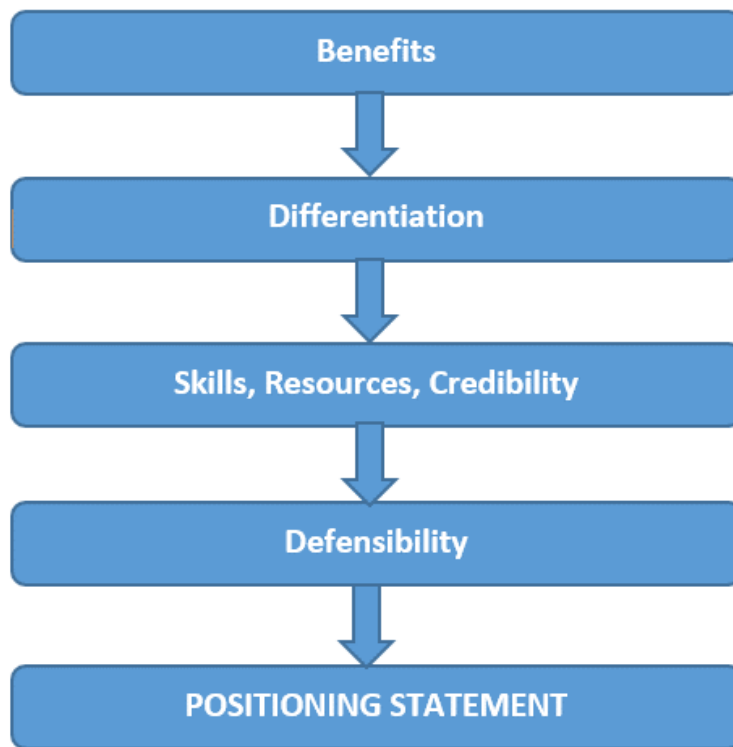 Benefits
Differentiation
Skills, Resources, Credibility
Defensibility
POSITIONING STATEMENT